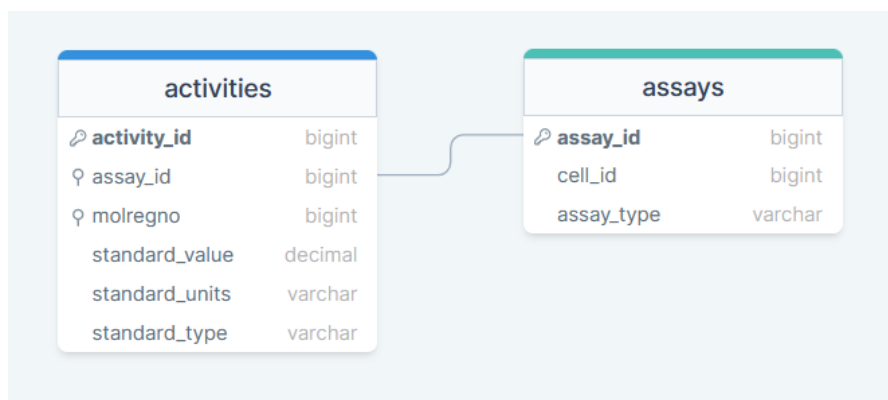 activities
activity_id bigint
assay_id bigint
molregno bigint
standard_value decimal
standard_units varchar
standard_type varchar
assays
assay_id bigint
cell_id bigint
assay_type varchar